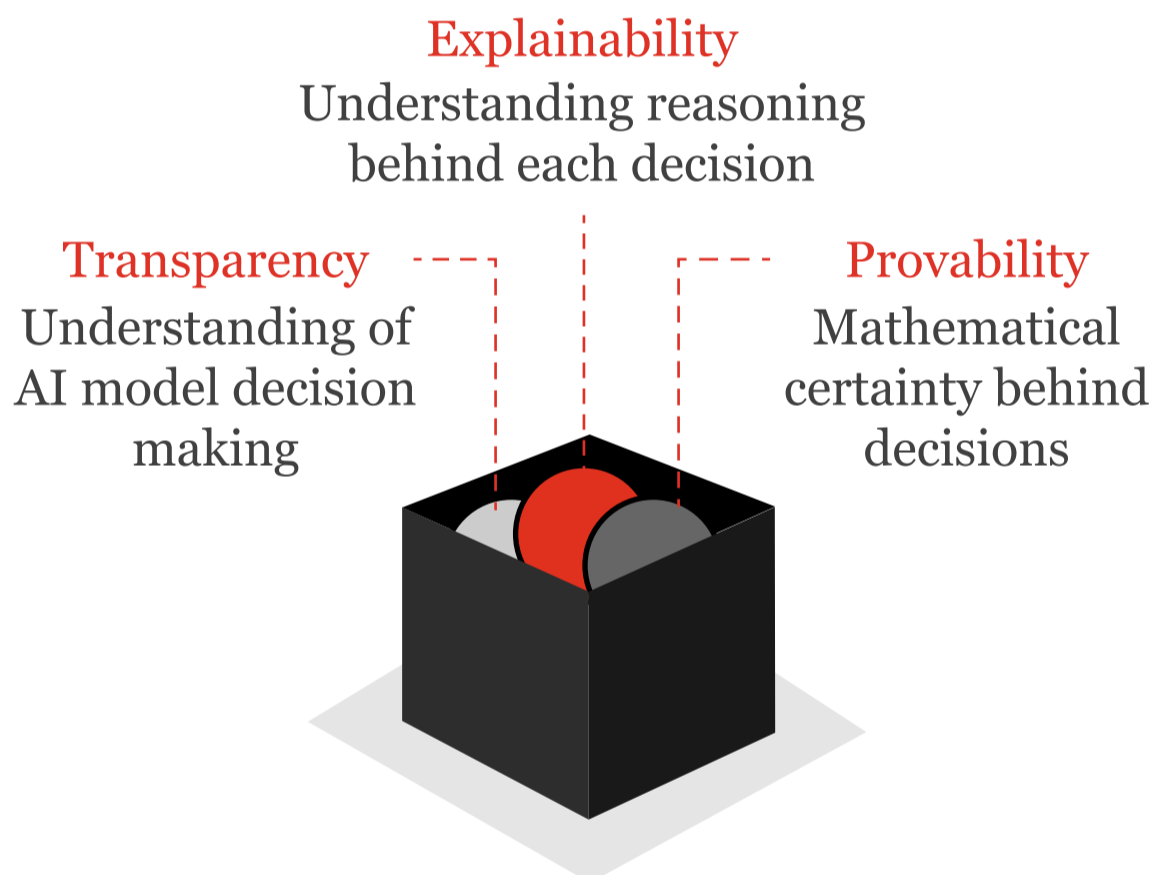 Explainability
Understanding reasoning
behind each decision
Transparency
Understanding of
AI model decision
making
Provability
Mathematical
certainty behind
decisions